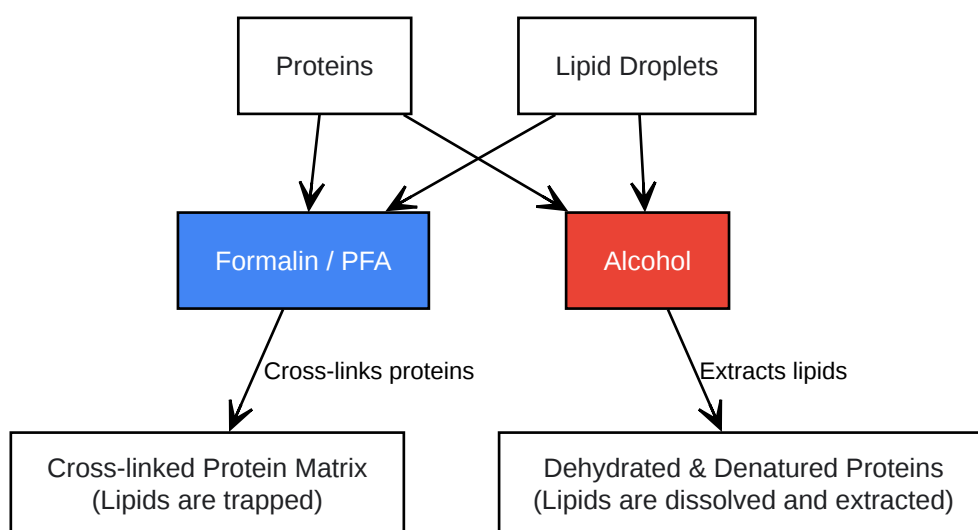 Proteins
Lipid Droplets
Formalin / PFA
Alcohol
Cross-links proteins
Extracts lipids
Cross-linked Protein Matrix
(Lipids are trapped)
Dehydrated & Denatured Proteins
(Lipids are dissolved and extracted)